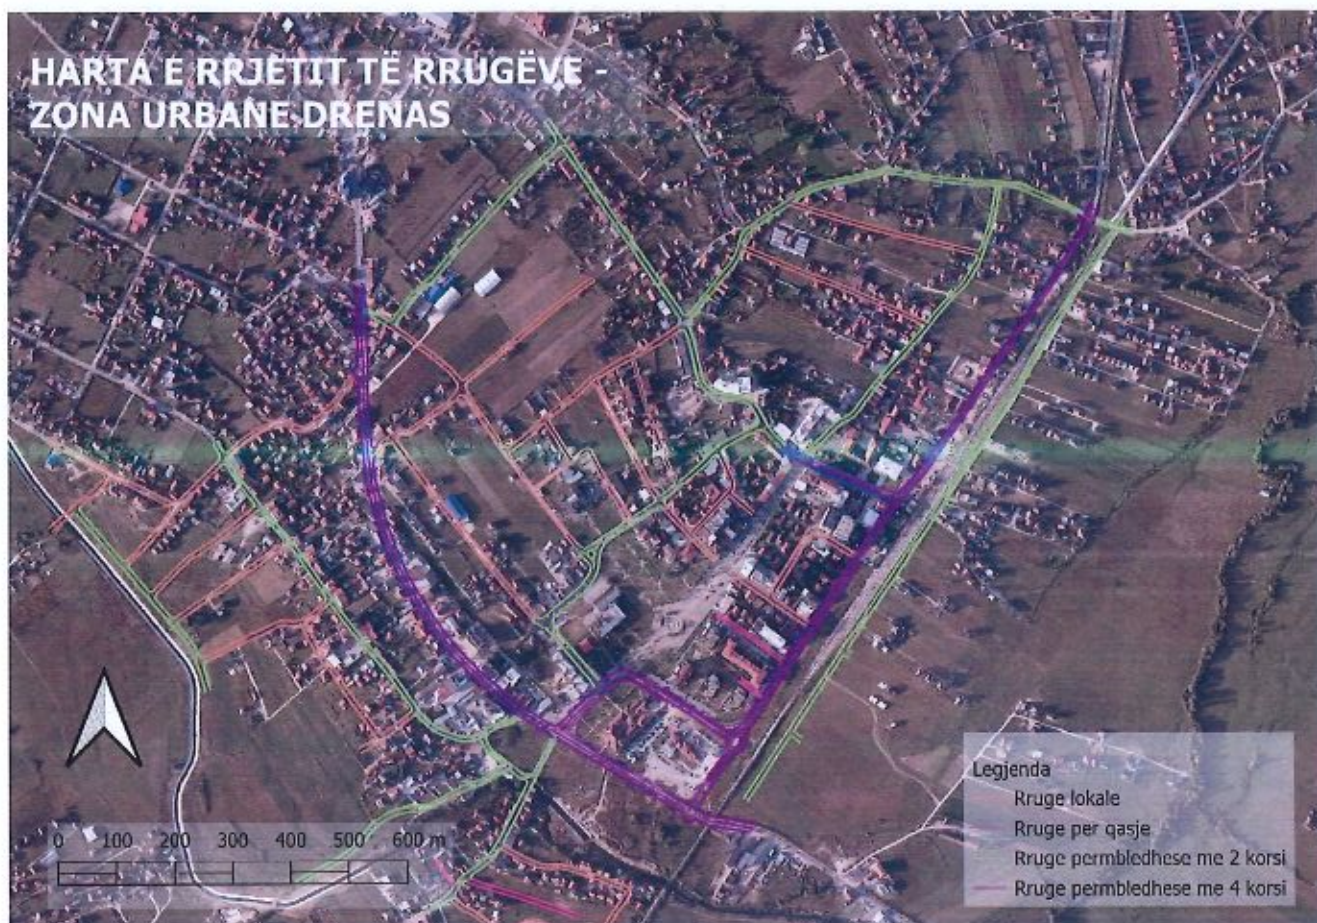 HARTA E RRJETIT TË RRUGËVE -
ZONA URBANE DRENAS
0 100 200 300 400 500 600 m
Legjenda
Rruge lokale
Rruge per qasje
Rruge permbledhese me 2 korsi
Rruge permbledhese me 4 korsi